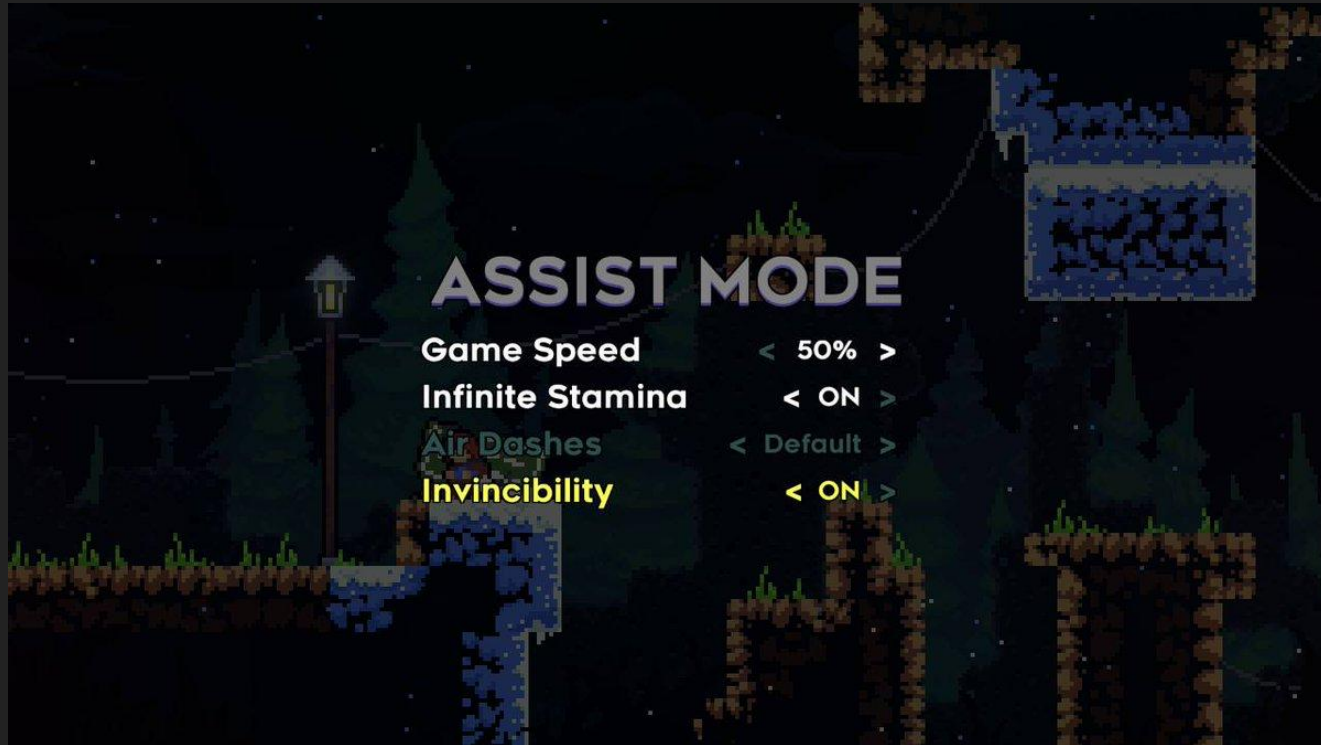 ASSIST MODE
Game Speed < 50% >
Infinite Stamina < ON >
Air Dashes < Default >
Invincibility < ON >